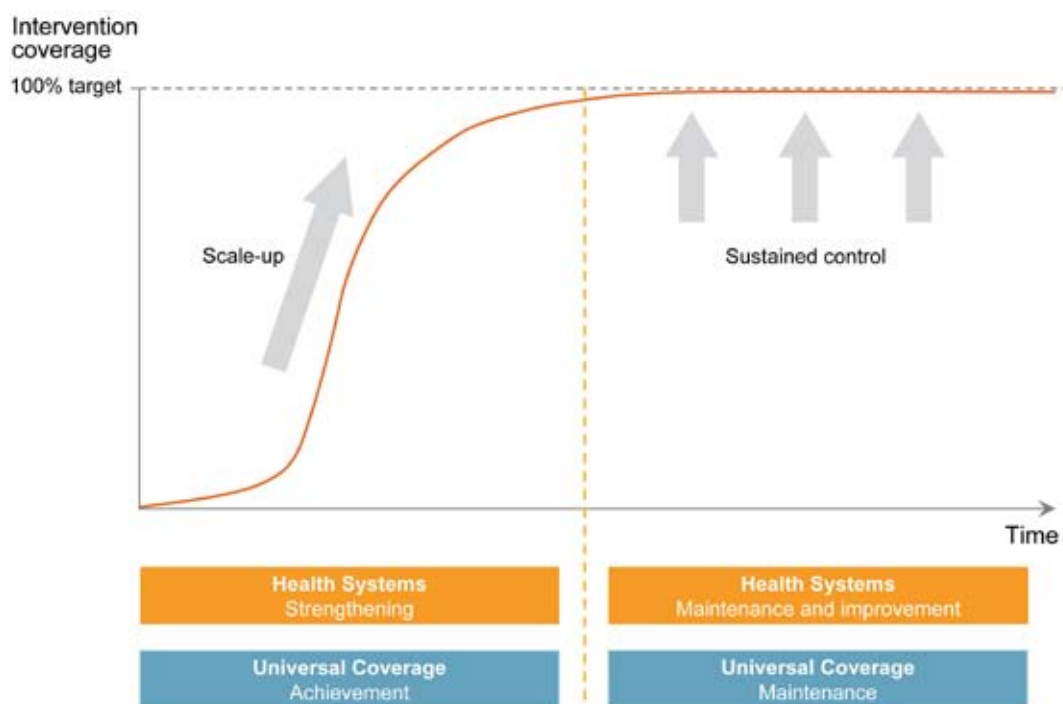 Intervention
coverage
100% target
Scale-up
Sustained control
Time
Health Systems
Strengthening
Health Systems
Maintenance and improvement
Universal Coverage
Achievement
Universal Coverage
Maintenance